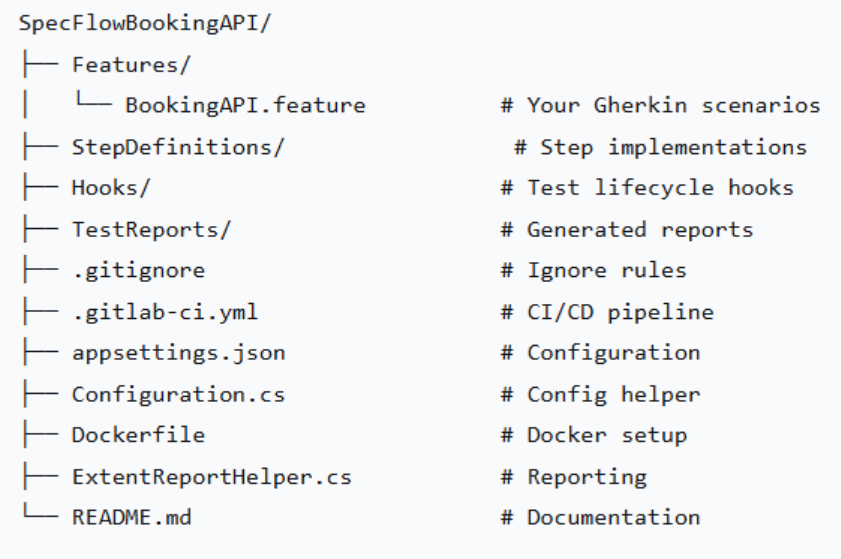 SpecFlowBookingAPI/
├── Features/
│   └── BookingAPI.feature          # Your Gherkin scenarios
├── StepDefinitions/                 # Step implementations
├── Hooks/                          # Test lifecycle hooks
├── TestReports/                    # Generated reports
├── .gitignore                      # Ignore rules
├── .gitlab-ci.yml                  # CI/CD pipeline
├── appsettings.json                # Configuration
├── Configuration.cs                # Config helper
├── Dockerfile                      # Docker setup
├── ExtentReportHelper.cs           # Reporting
└── README.md                       # Documentation